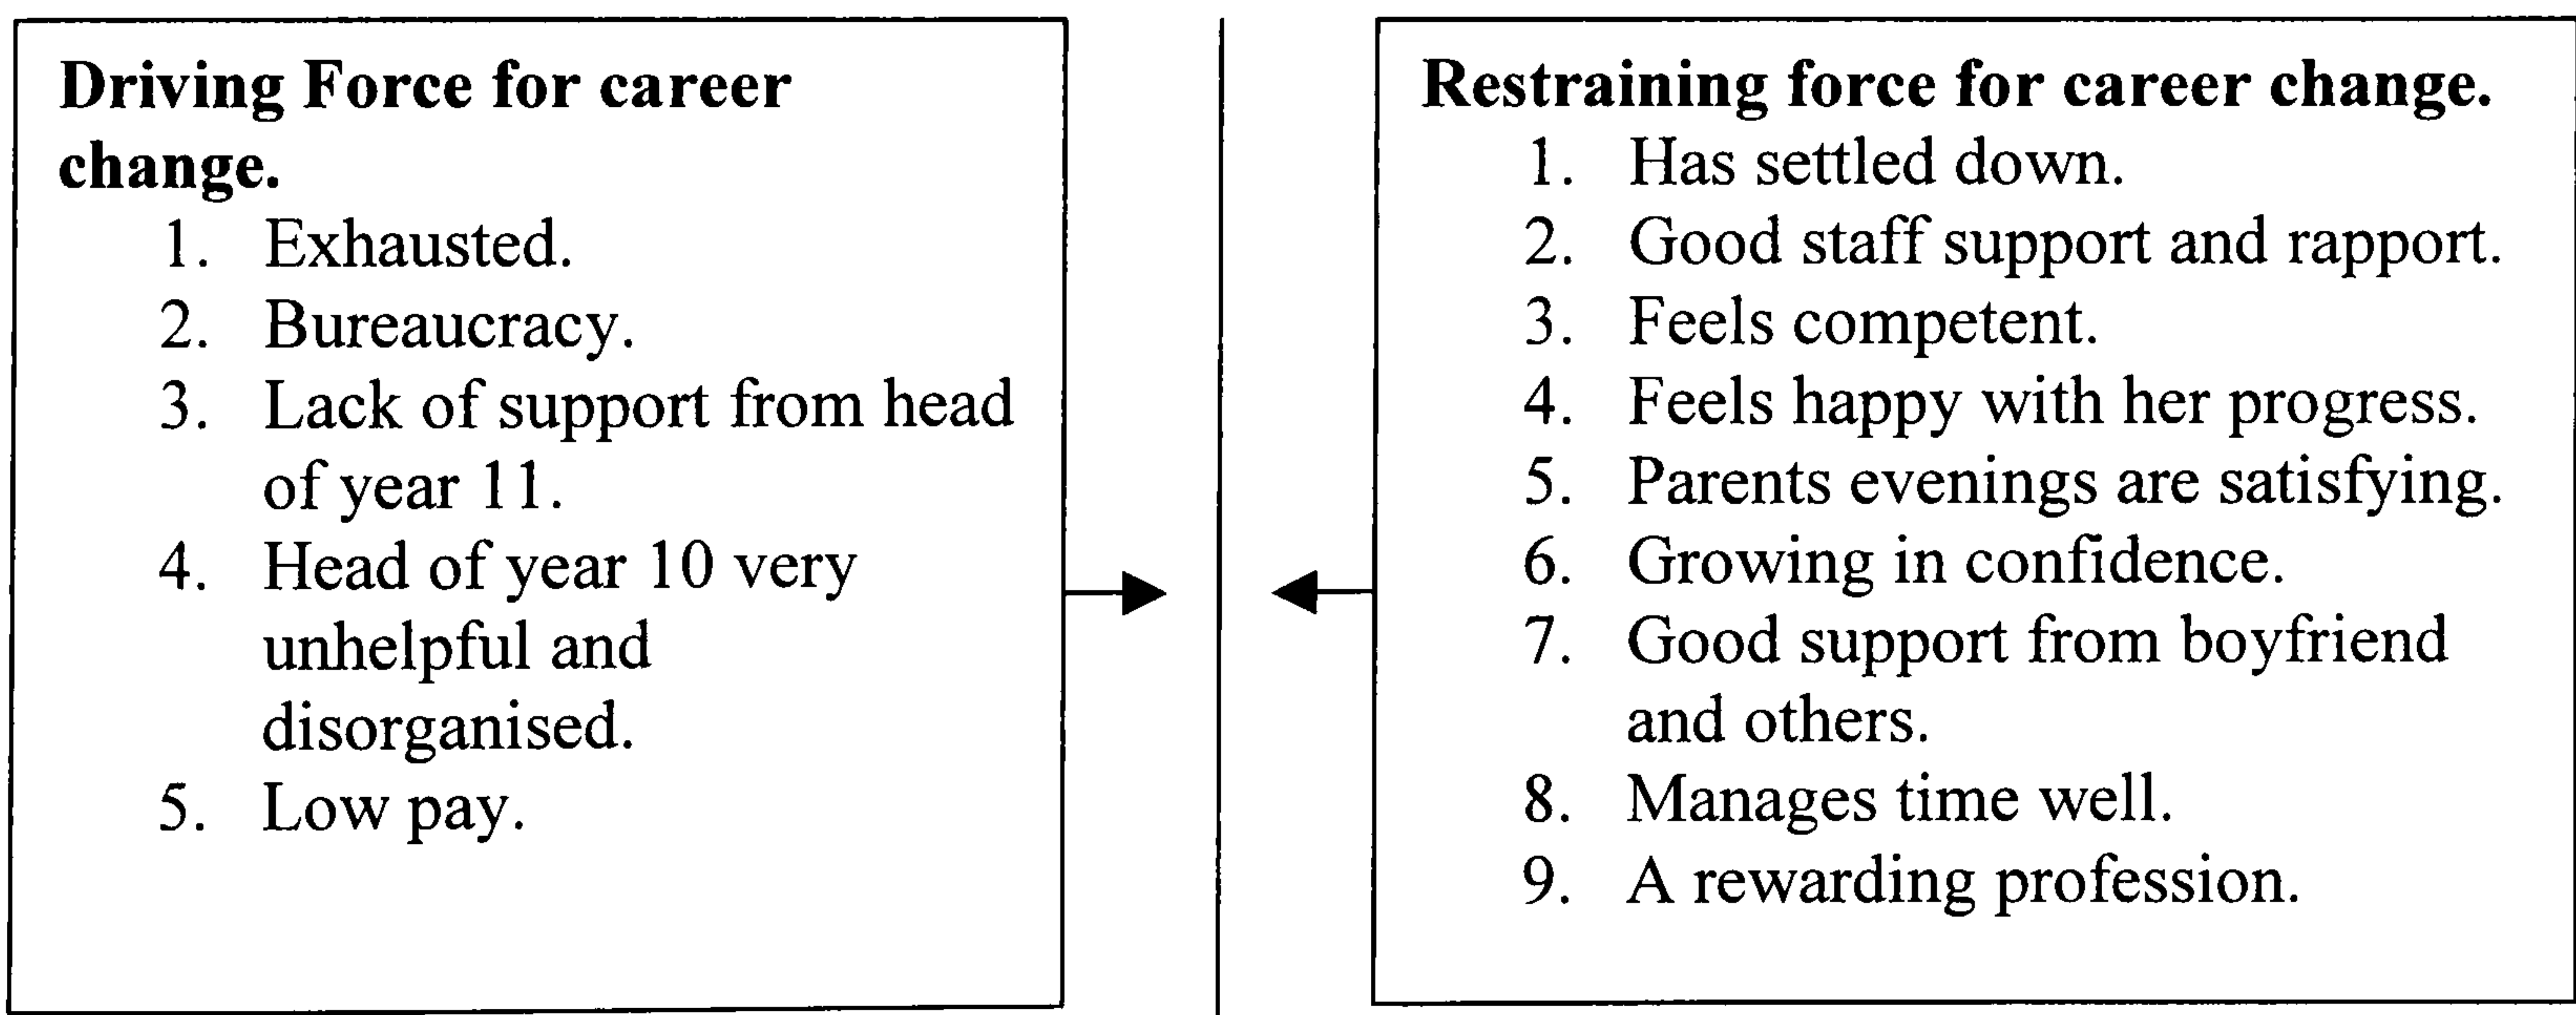 Driving Force for career
change.
1. Exhausted.
2. Bureaucracy.
3. Lack of support from head
of year 11.
4. Head of year 10 very
unhelpful and
disorganised.
5. Low pay.
Restraining force for career change.
1. Has settled down.
2. Good staff support and rapport.
3. Feels competent.
4. Feels happy with her progress.
5. Parents evenings are satisfying.
6. Growing in confidence.
7. Good support from boyfriend
and others.
8. Manages time well.
9. A rewarding profession.